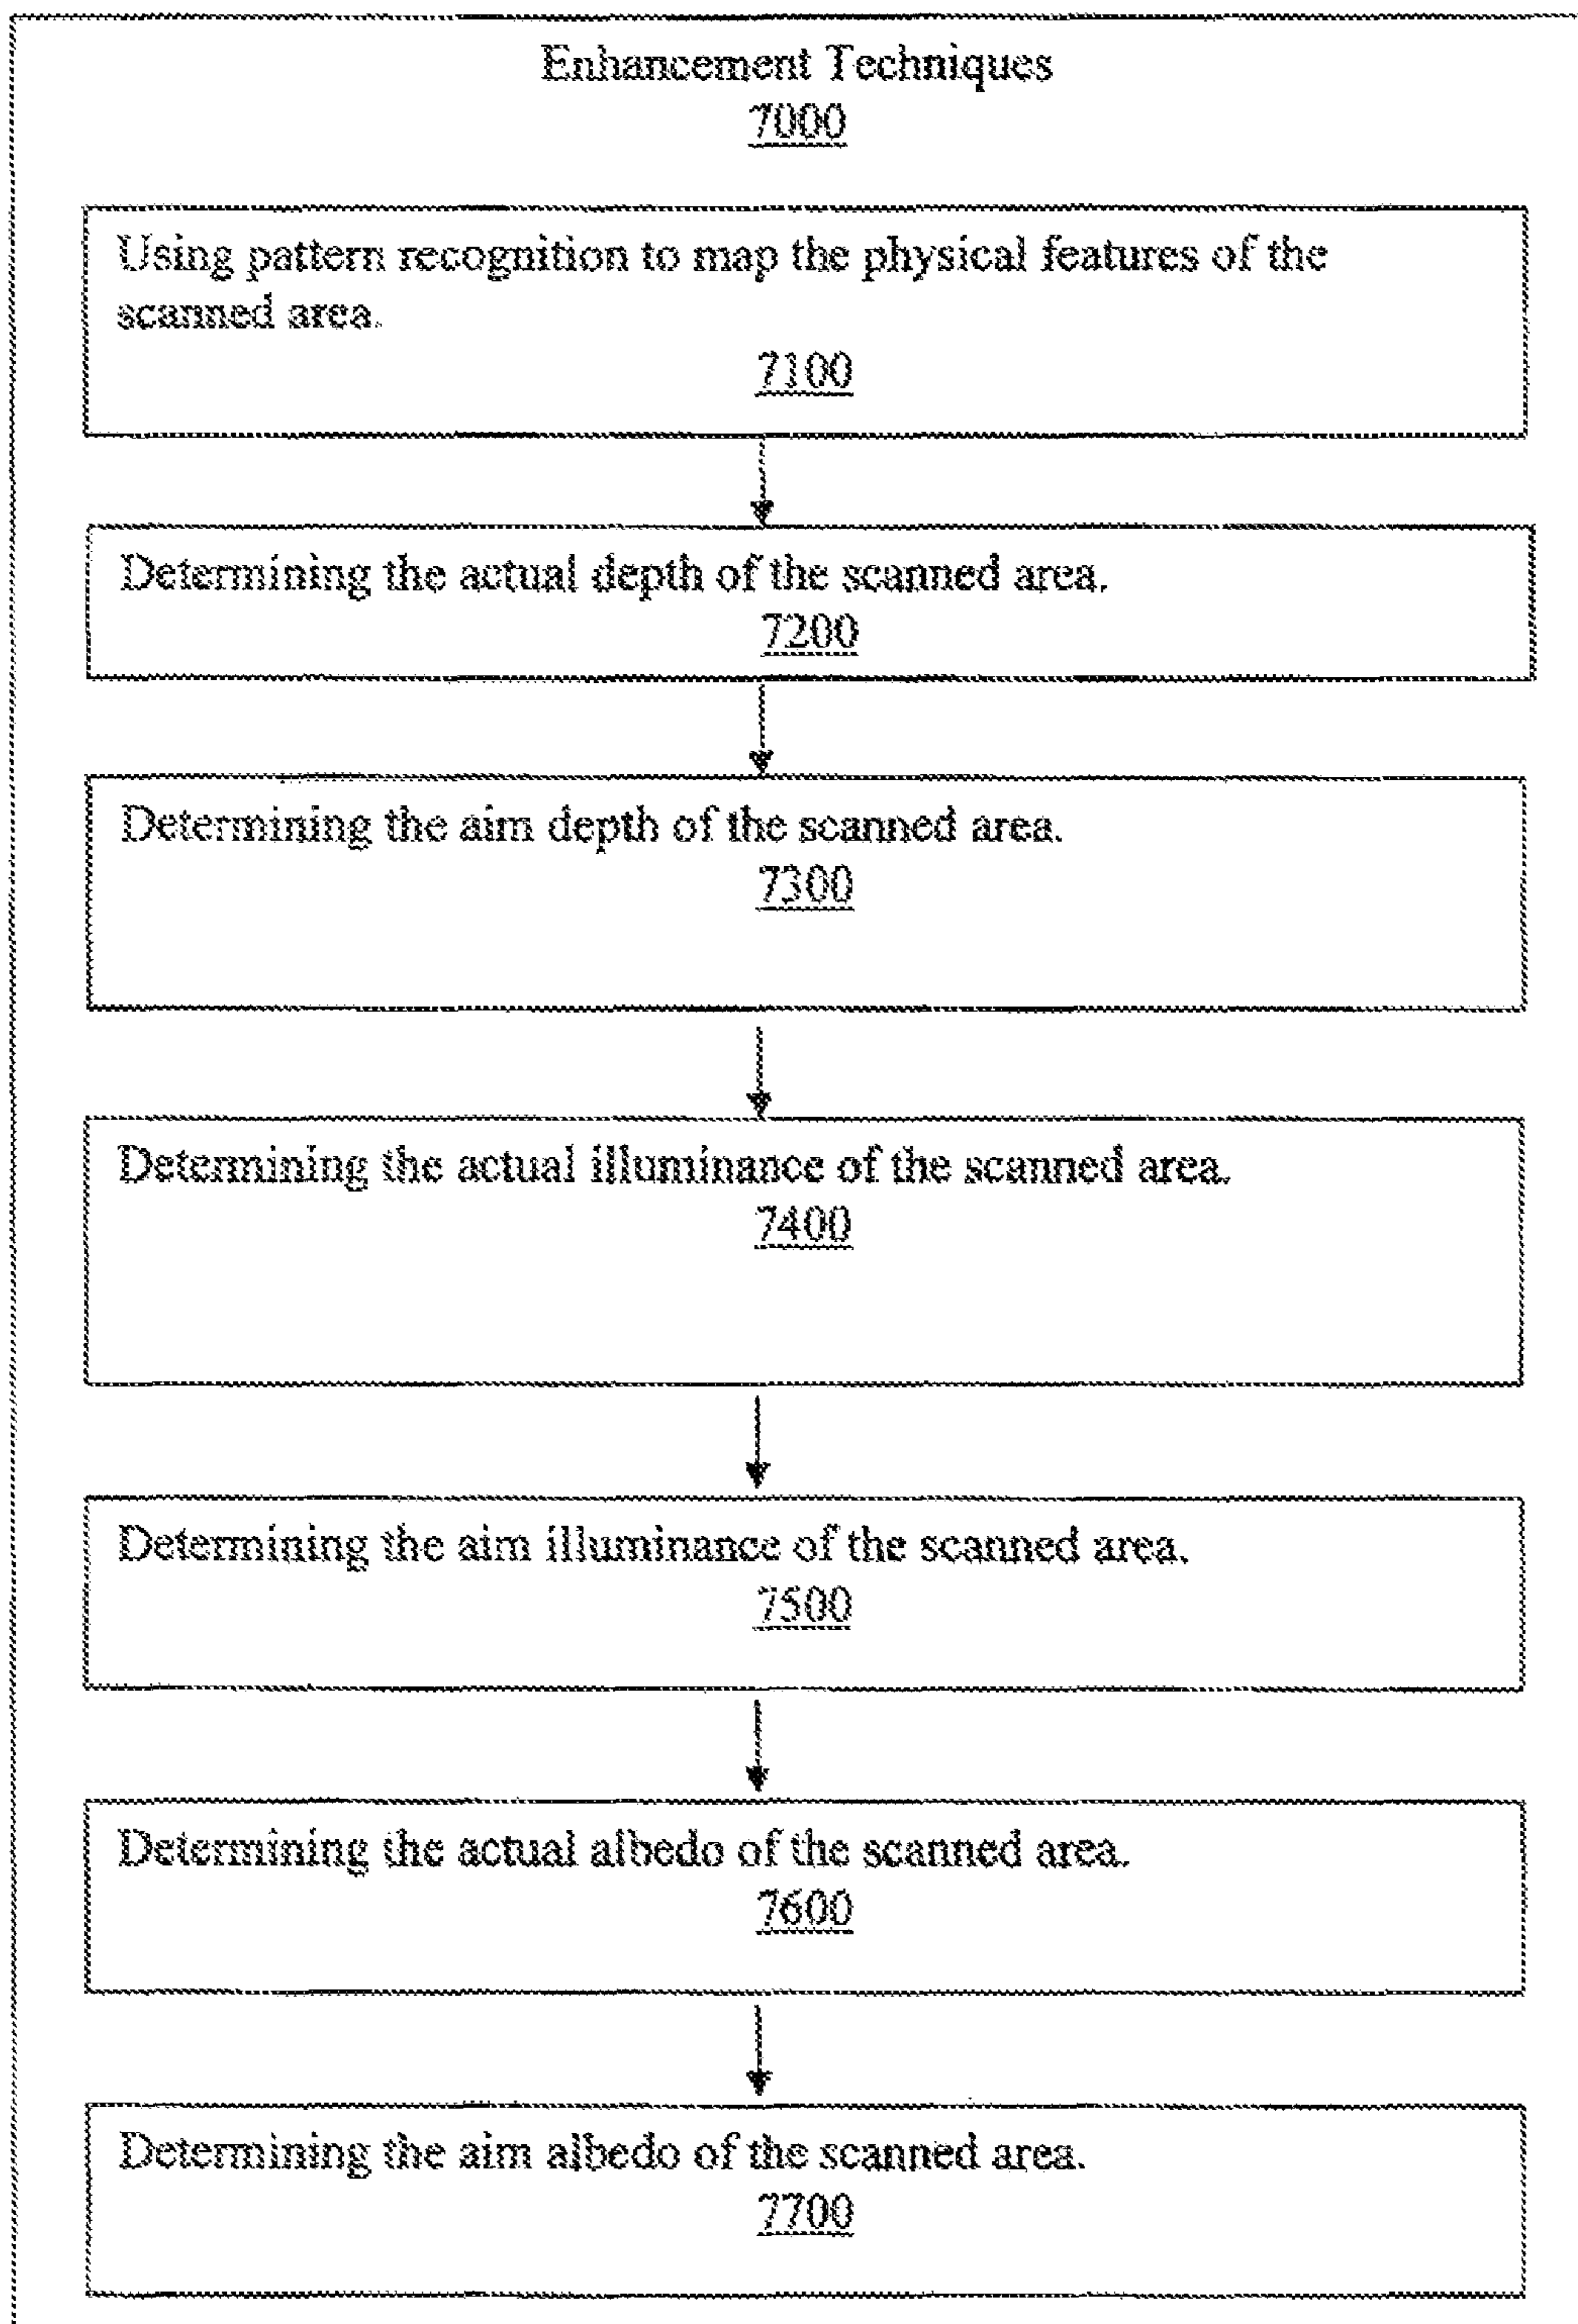 Enhancement Techniques
7000
Using pattern recognition to map the physical features of the
scanned area.
7100
Determining the actual depth of the scanned area.
7200
Determining the aim depth of the scanned area.
7300
Determining the actual illuminance of the scanned area.
7400
Determining the aim illuminance of the scanned area.
7500
Determining the actual albedo of the scanned area.
7600
Determining the aim albedo of the scanned area.
7700